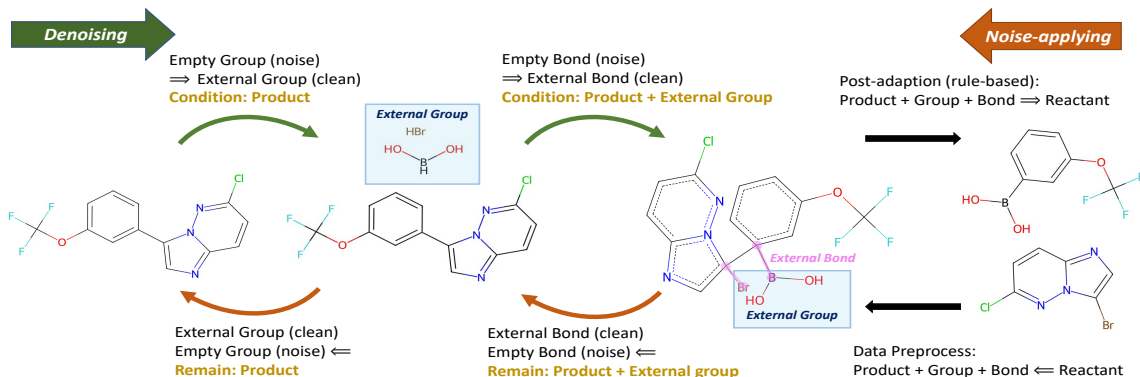 Denoising
Noise-applying
Empty Group (noise)
⟹ External Group (clean)
Condition: Product
Empty Bond (noise)
⟹ External Bond (clean)
Condition: Product + External Group
Post-adaption (rule-based):
Product + Group + Bond ⟹ Reactant
External Group
HBr
HO
OH
B
H
Cl
F
F
F
O
N
N
N
Cl
F
F
F
O
N
N
N
Cl
O
F
F
F
N
N
N
External Bond
Br
B
OH
HO
External Group
O
F
F
F
B
HO
OH
N
N
N
Cl
Br
External Group (clean)
Empty Group (noise) ⟸
Remain: Product
External Bond (clean)
Empty Bond (noise) ⟸
Remain: Product + External group
Data Preprocess:
Product + Group + Bond ⟸ Reactant